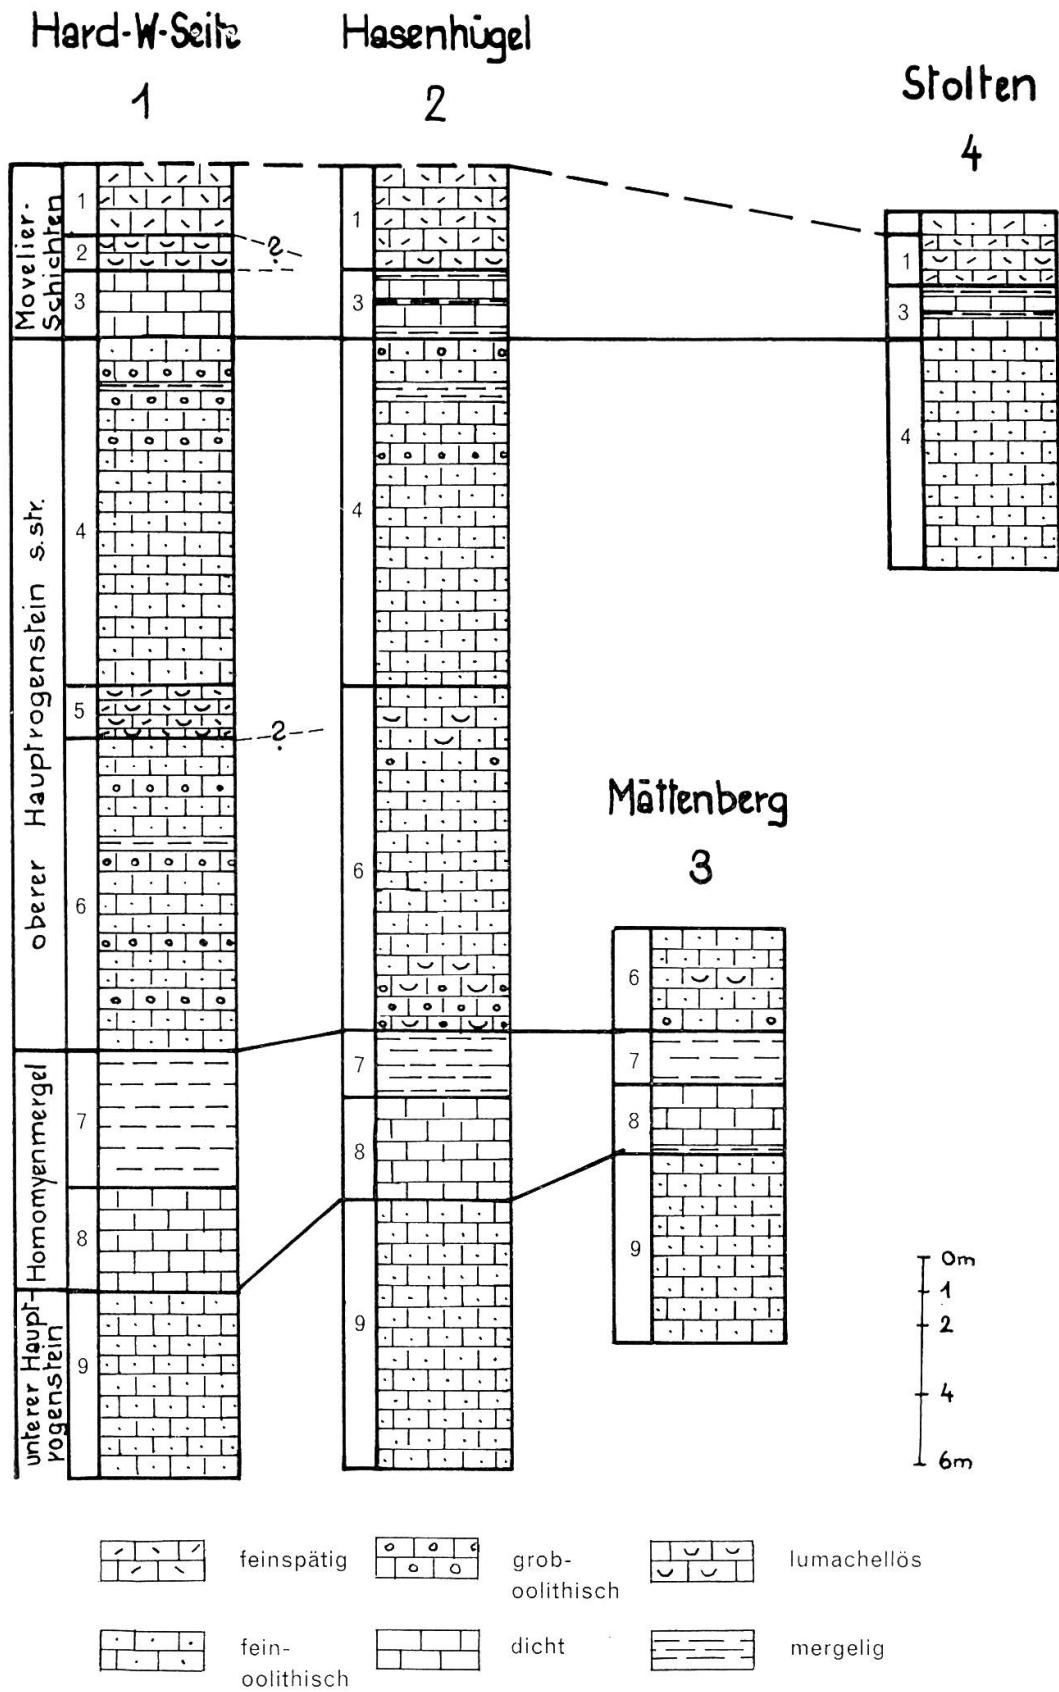 Hard-W-Seite
1
Hasenhügel
2
Stolten
4
Movelier-
Schichten
oberer Hauptrogenstein s.str.
Homomyenmergel
unterer Haupt-
rogenstein
1
2
3
4
5
6
7
8
9
?
?
1
3
4
6
7
8
9
Mättenberg
3
6
7
8
9
1
3
4
0m
1
2
4
6m
feinspätig
grob-
oolithisch
lumachellös
fein-
oolithisch
dicht
mergelig